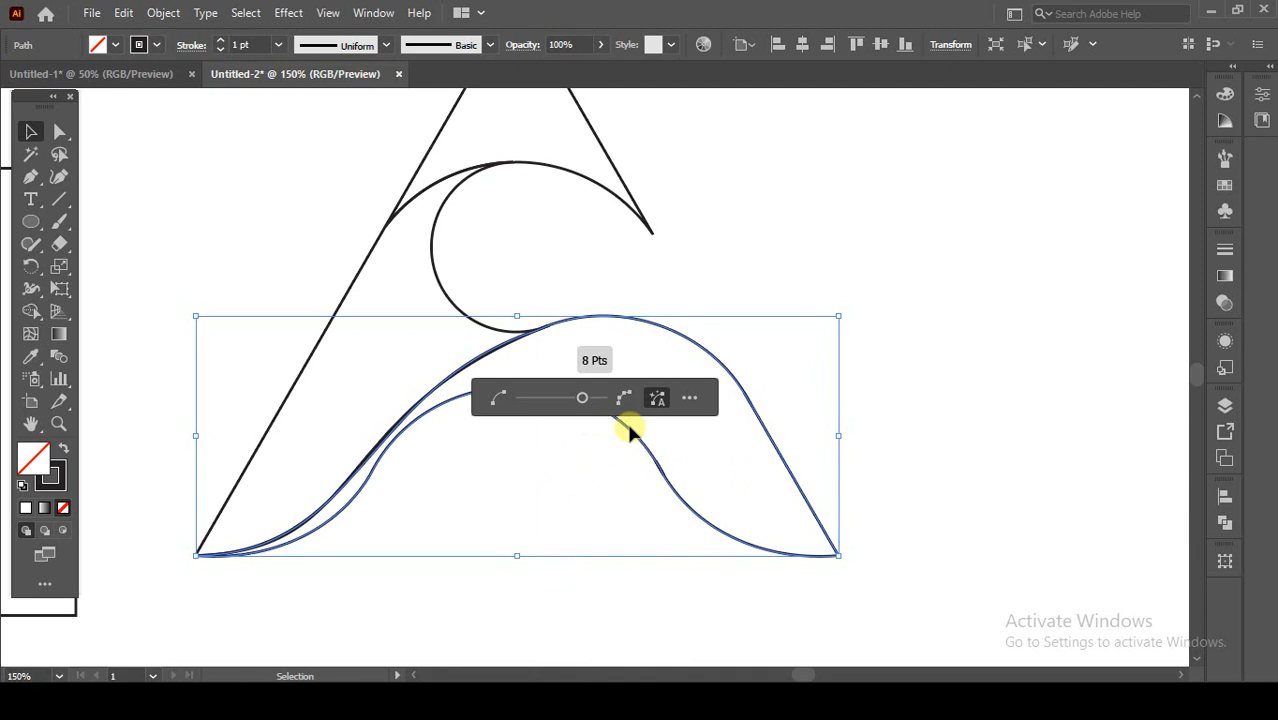 Ai File Edit Object Type Select Effect View Window Help Search Adobe Help
Path Stroke: 1 pt Uniform Basic Opacity: 100% Style: Transform
Untitled-1* @ 50% (RGB/Preview) Untitled-2* @ 150% (RGB/Preview)
8 Pts
Activate Windows
Go to Settings to activate Windows.
150% 1 Selection